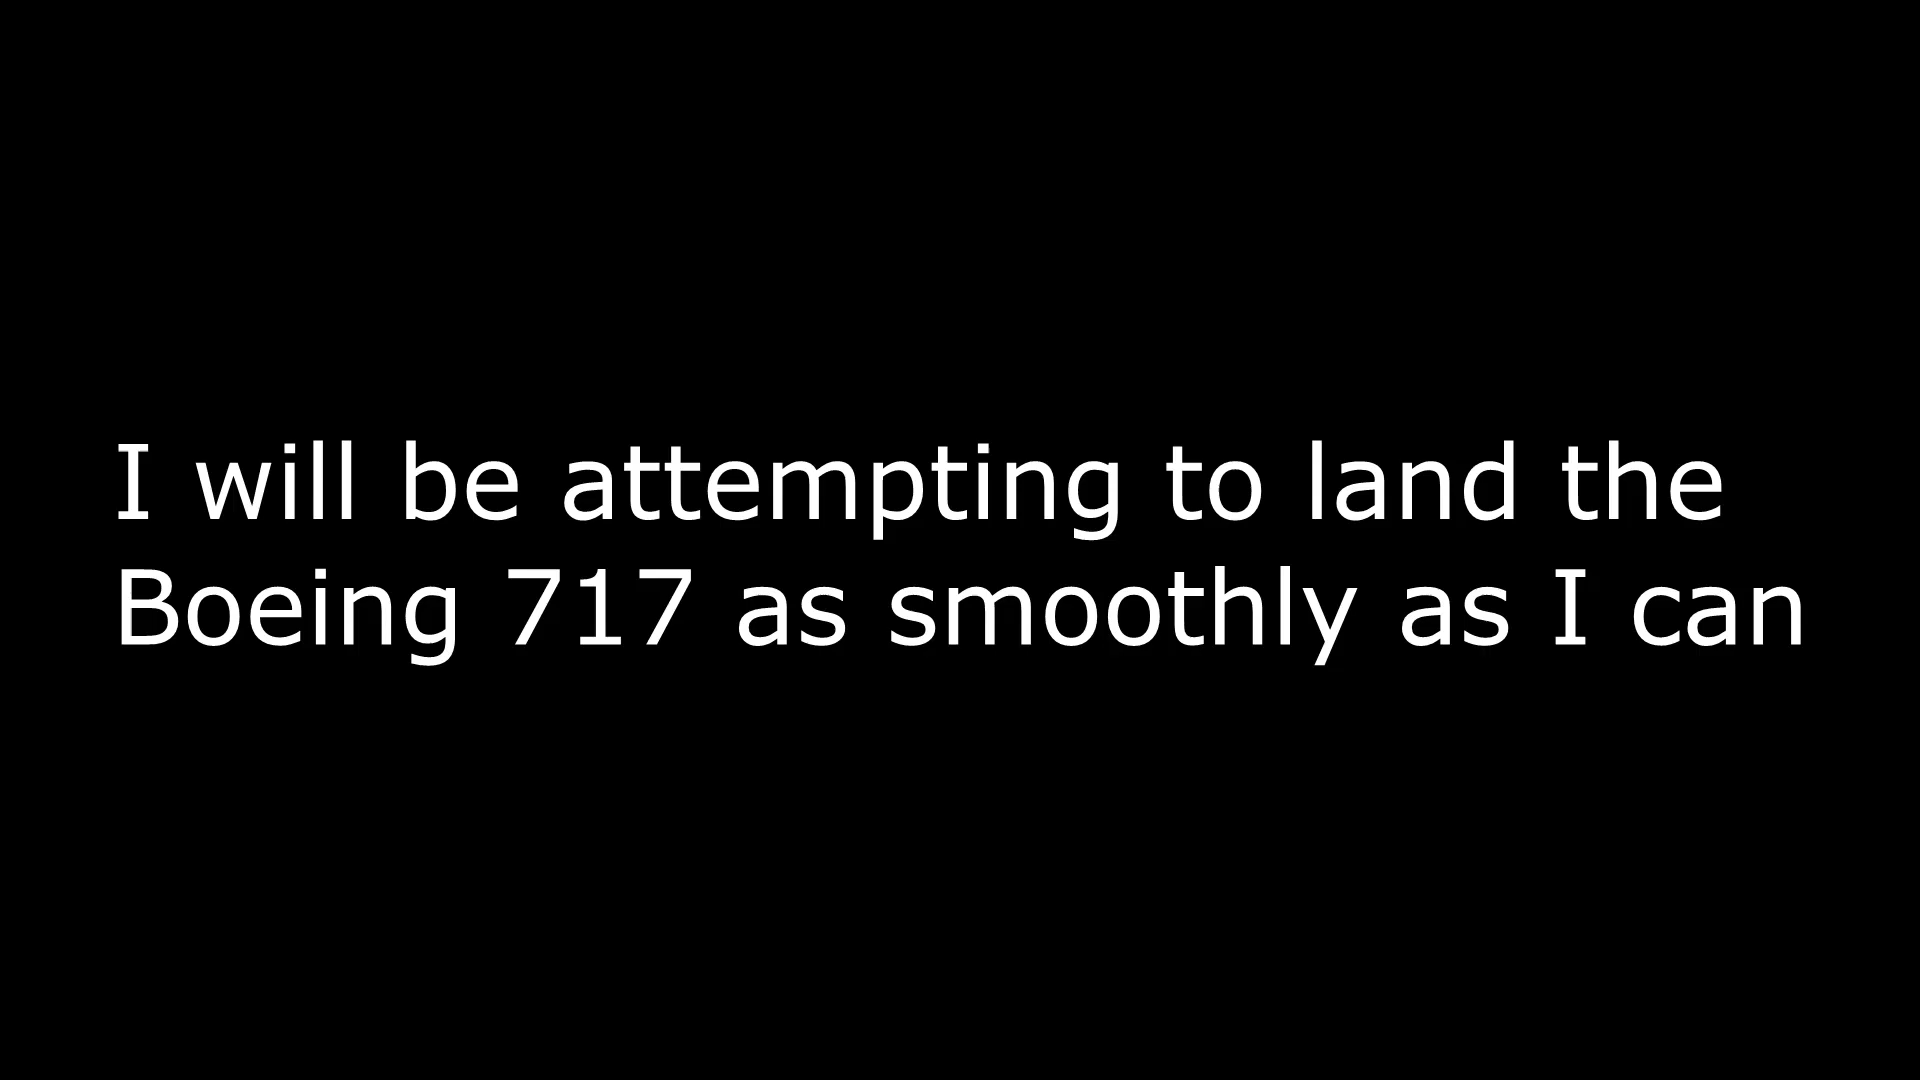 I will be attempting to land the
Boeing 717 as smoothly as I can